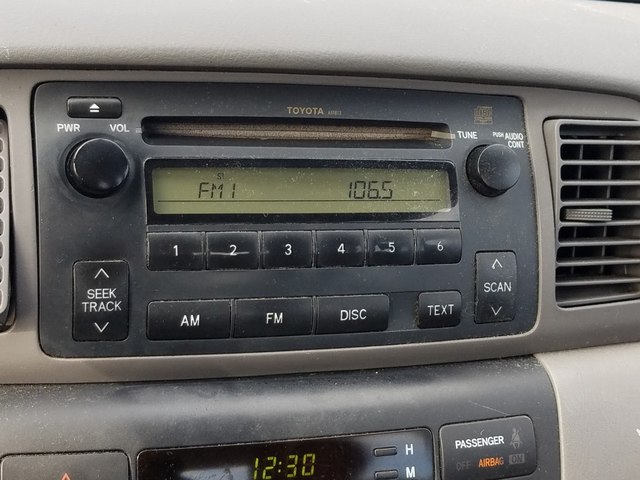 TOYOTA
PWR VOL
TUNE PUSH AUDIO CONT
ST
FM1 106.5
1 2 3 4 5 6
SEEK
TRACK
SCAN
AM FM DISC TEXT
12:30
H
M
PASSENGER
OFF AIRBAG ON